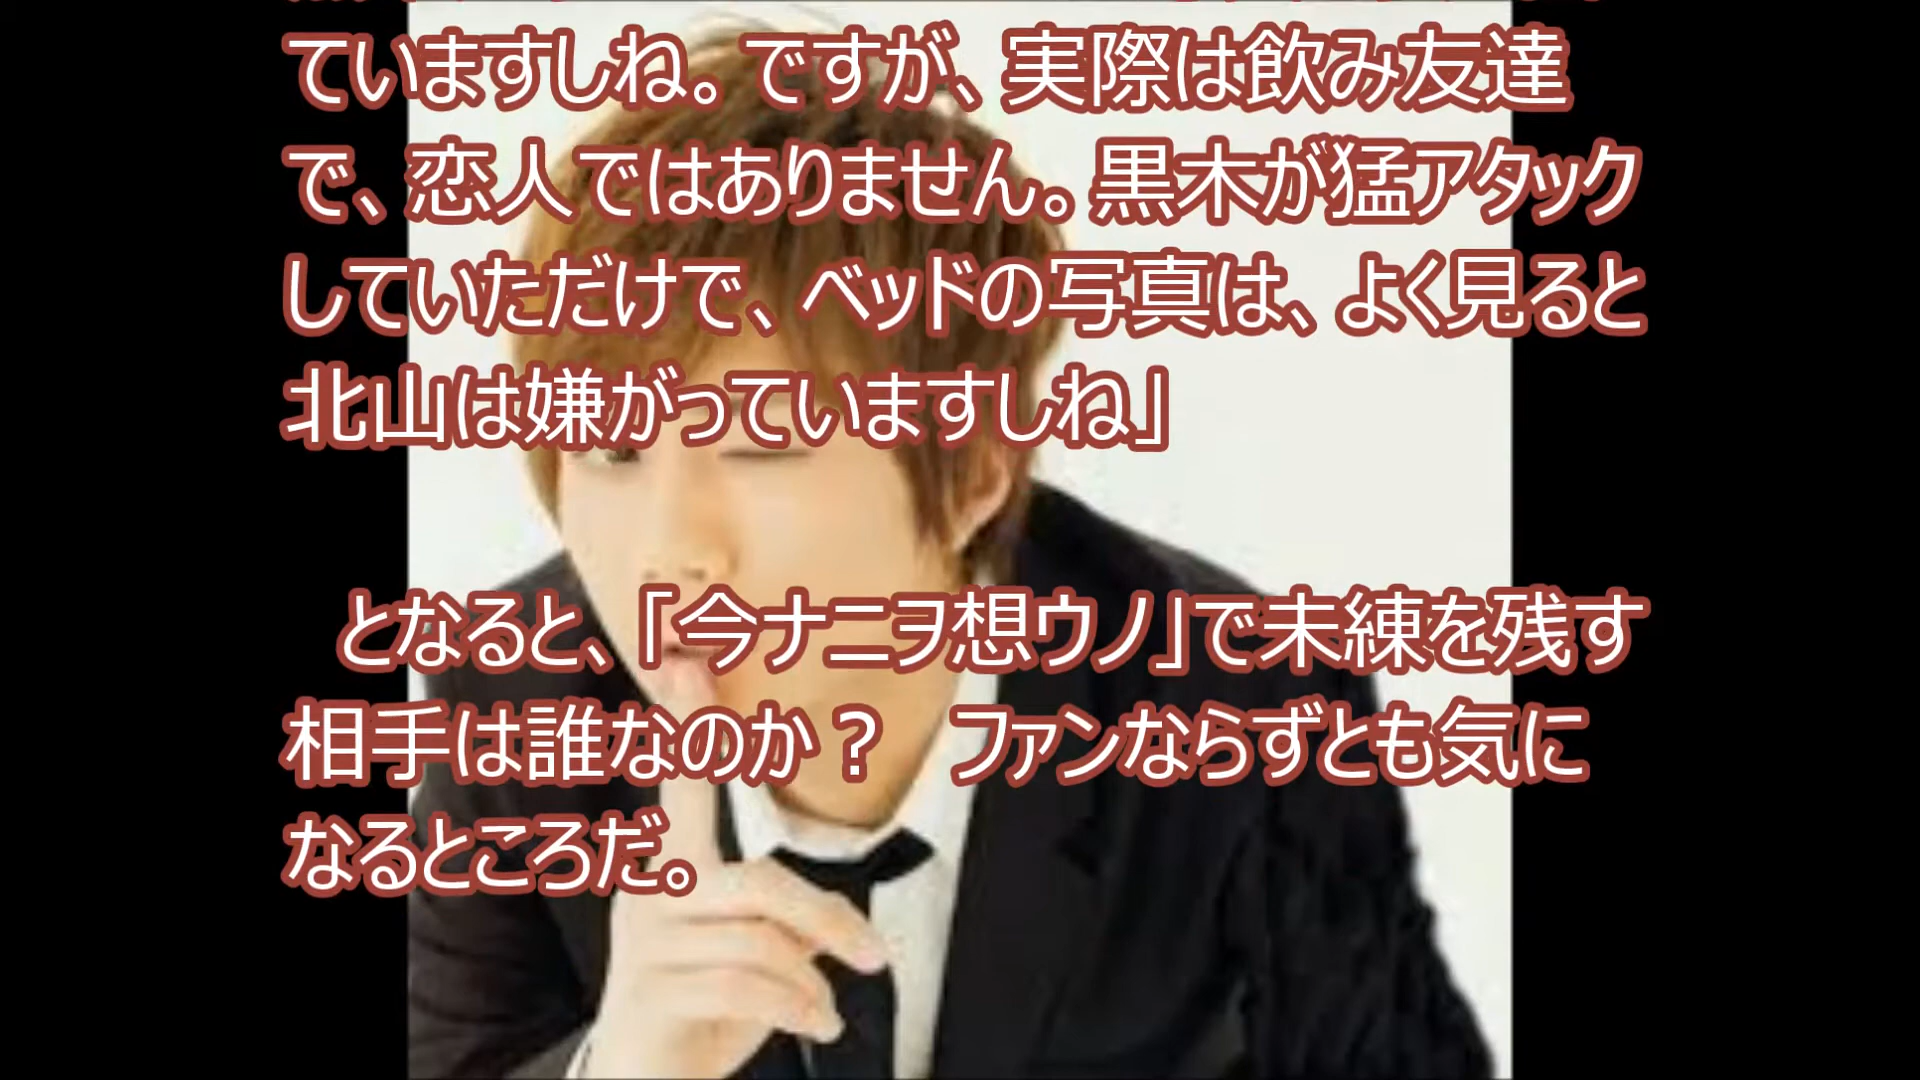 ていますしね。ですが、実際は飲み友達
で、恋人ではありません。黒木が猛アタック
していただけで、ベッドの写真は、よく見ると
北山は嫌がっていますしね」
となると、「今ナニヲ想ウノ」で未練を残す
相手は誰なのか？　ファンならずとも気に
なるところだ。